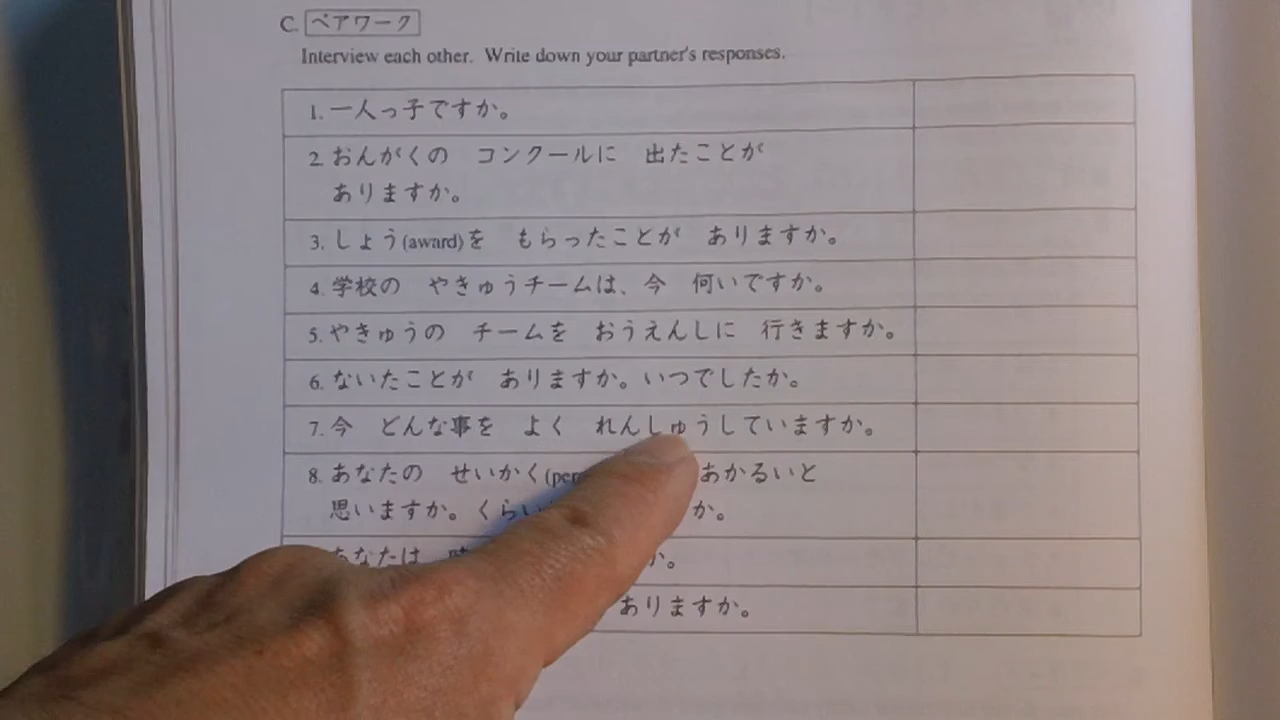 C. ペアワーク
Interview each other. Write down your partner's responses.
1. 一人っ子ですか。
2. おんがくの コンクールに 出たことが
ありますか。
3. しょう(award)を もらったことが ありますか。
4. 学校の やきゅうチームは、今 何いですか。
5. やきゅうの チームを おうえんしに 行きますか。
6. ないたことが ありますか。いつでしたか。
7. 今 どんな事を よく れんしゅうしていますか。
8. あなたの せいかく(per あかるいと
思いますか。くらい か。
あなたは 時 か。
ありますか。